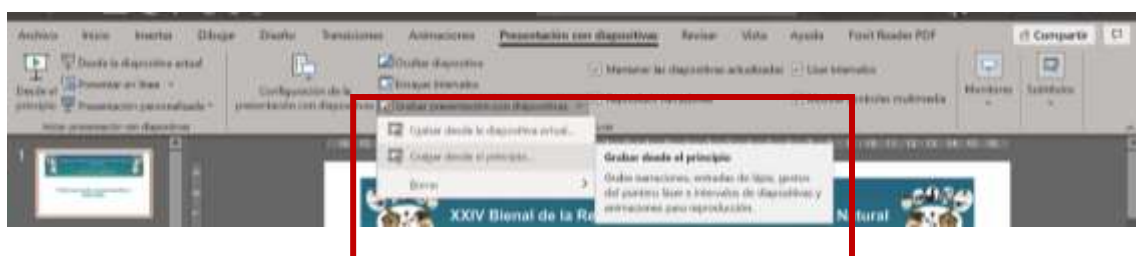 Archivo Inicio Insertar Dibujar Diseño Transiciones Animaciones Presentación con diapositivas Revisar Vista Ayuda Foxit Reader PDF Compartir
Desde el principio
Desde la diapositiva actual
Presentar en línea
Presentación personalizada
Iniciar presentación con diapositivas
Configuración de la presentación con diapositivas
Ocultar diapositiva
Ensayar intervalos
Grabar presentación con diapositivas
Mantener las diapositivas actualizadas
Usar intervalos
controles multimedia
Monitores
Subtítulos
Grabar desde la diapositiva actual...
Grabar desde el principio...
Borrar
Grabar desde el principio
Grabe narraciones, entradas de lápiz, gestos
del puntero láser e intervalos de diapositivas y
animaciones para reproducción.
1
XXIV Bienal de la Re
Natural